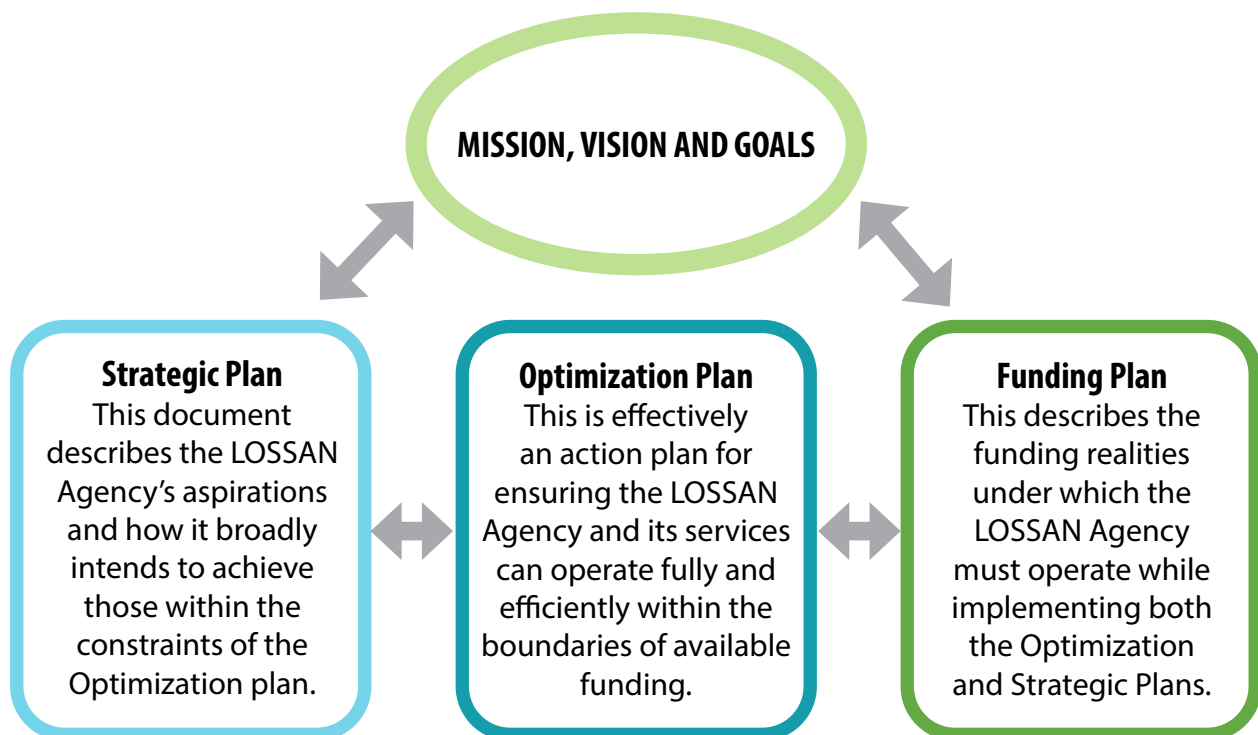 MISSION, VISION AND GOALS
Strategic Plan
This document
describes the LOSSAN
Agency's aspirations
and how it broadly
intends to achieve
those within the
constraints of the
Optimization plan.
Optimization Plan
This is effectively
an action plan for
ensuring the LOSSAN
Agency and its services
can operate fully and
efficiently within the
boundaries of available
funding.
Funding Plan
This describes the
funding realities
under which the
LOSSAN Agency
must operate while
implementing both
the Optimization
and Strategic Plans.